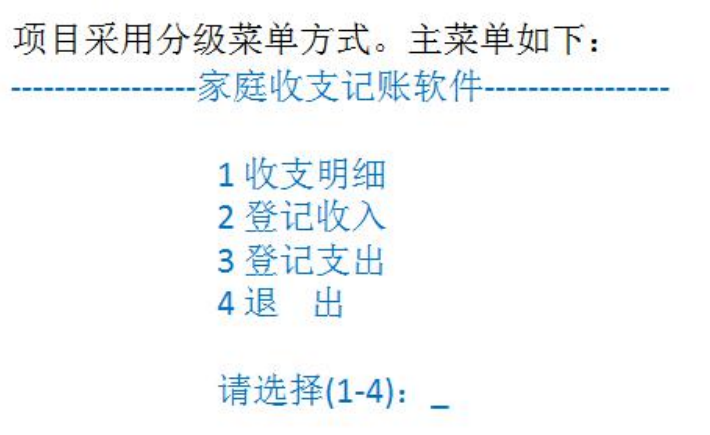 项目采用分级菜单方式。主菜单如下：
-----------------家庭收支记账软件-----------------
1 收支明细
2 登记收入
3 登记支出
4 退 出
请选择(1-4)：_